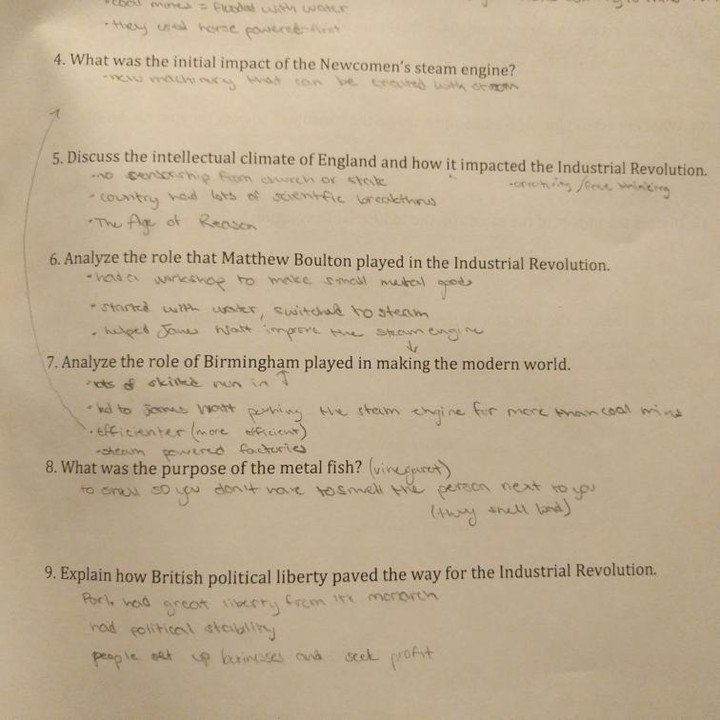 •coal mines = flooded with water
•they used horse powered first
4. What was the initial impact of the Newcomen's steam engine?
-new machinery that can be created with steam
5. Discuss the intellectual climate of England and how it impacted the Industrial Revolution.
-no sensorship from church or state
-creativity/free thinking
•country had lots of scientific breakthrus
•The Age of Reason
6. Analyze the role that Matthew Boulton played in the Industrial Revolution.
•had a workshop to make small metal goods
•started with water, switched to steam
•helped James Watt improve the steam engine
7. Analyze the role of Birmingham played in making the modern world.
-lots of skilled men in
•led to James Watt pushing the steam engine for more than coal mines
•Efficienter (more efficient)
•steam powered factories
8. What was the purpose of the metal fish? (vinegaret)
to smell so you don't have to smell the person next to you
(they smell bad)
9. Explain how British political liberty paved the way for the Industrial Revolution.
Parl. had great liberty from it's monarch
had political stability
people set up businesses and seek profit